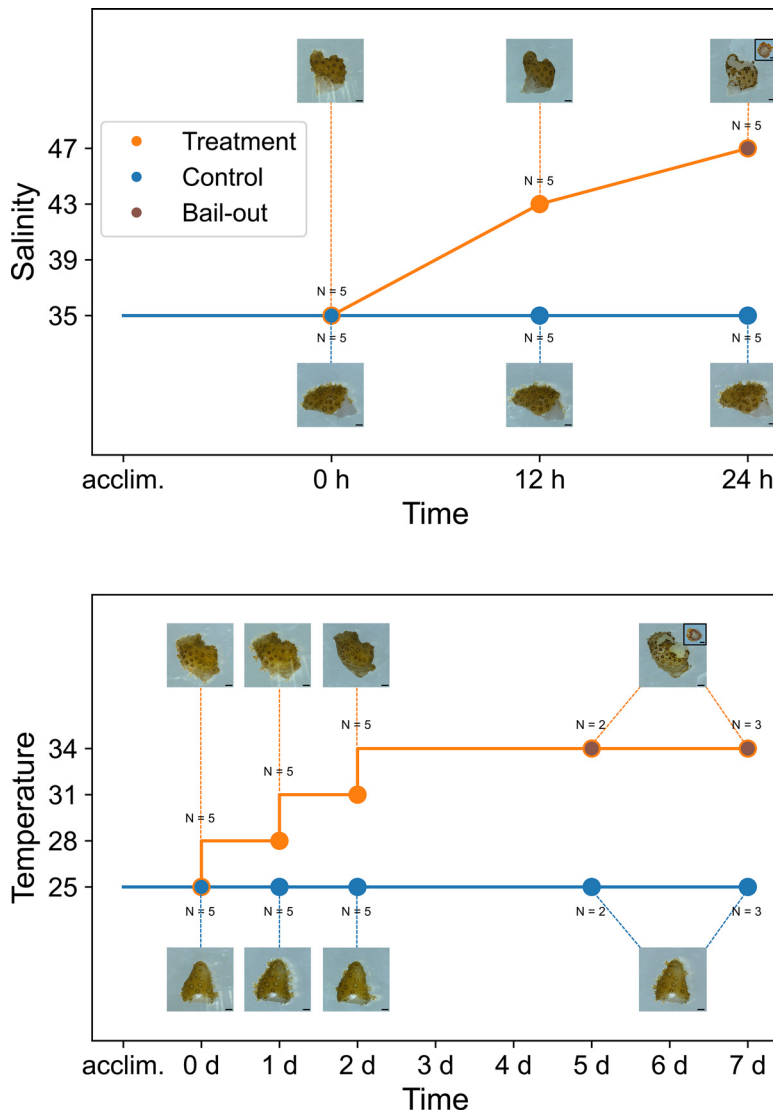 Treatment
Control
Bail-out
Salinity
47
43
39
35
N = 5
N = 5
N = 5
N = 5
N = 5
N = 5
acclim.
0 h
12 h
24 h
Time
Temperature
34
31
28
25
N = 5
N = 5
N = 5
N = 2
N = 3
N = 5
N = 5
N = 5
N = 2
N = 3
acclim.
0 d
1 d
2 d
3 d
4 d
5 d
6 d
7 d
Time